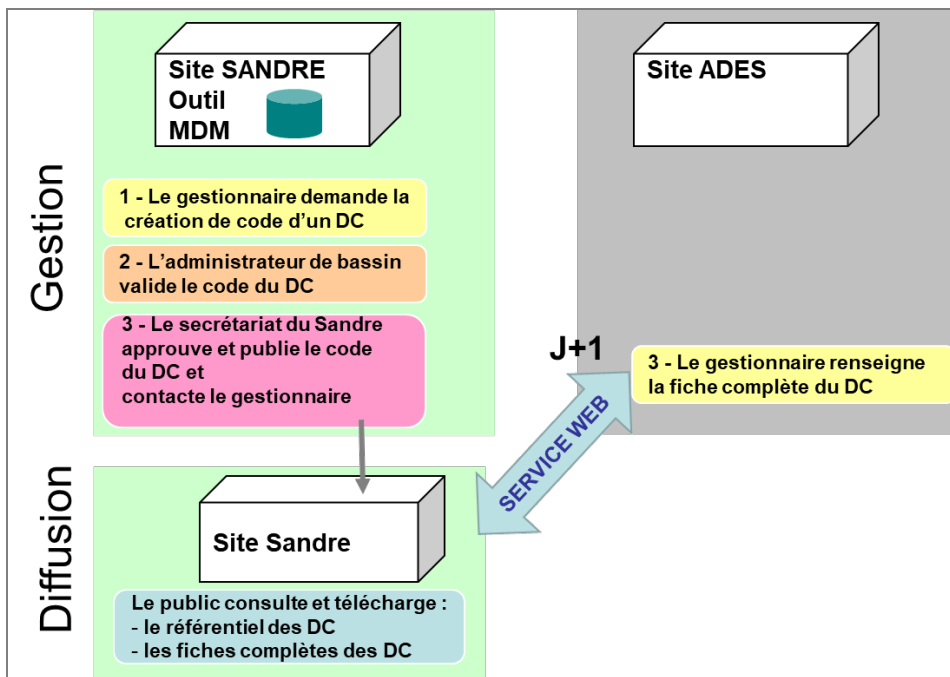 Gestion
Site SANDRE
Outil
MDM
1 - Le gestionnaire demande la
création de code d'un DC
2 - L'administrateur de bassin
valide le code du DC
3 - Le secrétariat du Sandre
approuve et publie le code
du DC et
contacte le gestionnaire
Site ADES
J+1
3 - Le gestionnaire renseigne
la fiche complète du DC
SERVICE WEB
Diffusion
Site Sandre
Le public consulte et télécharge :
- le référentiel des DC
- les fiches complètes des DC